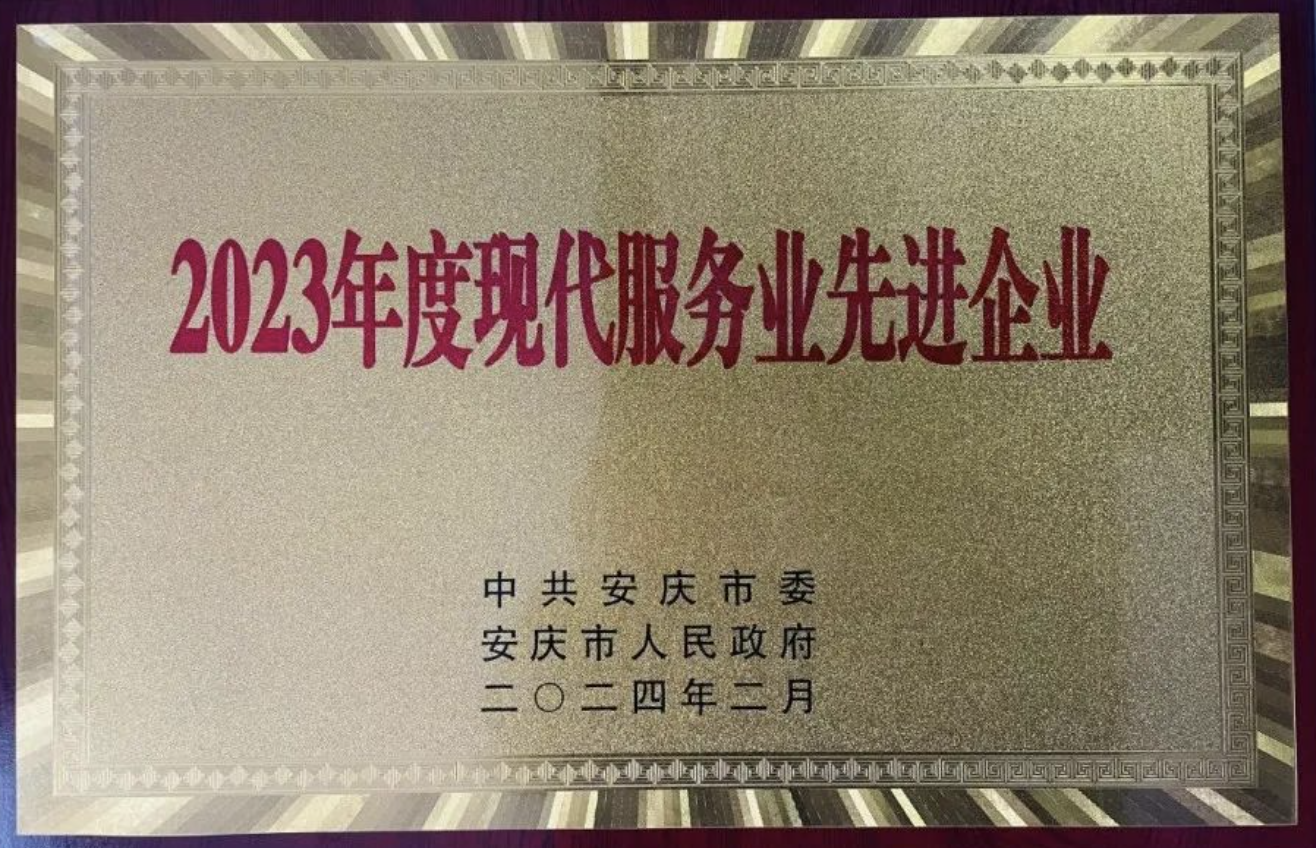 2023年度现代服务业先进企业
中共安庆市委
安庆市人民政府
二〇二四年二月